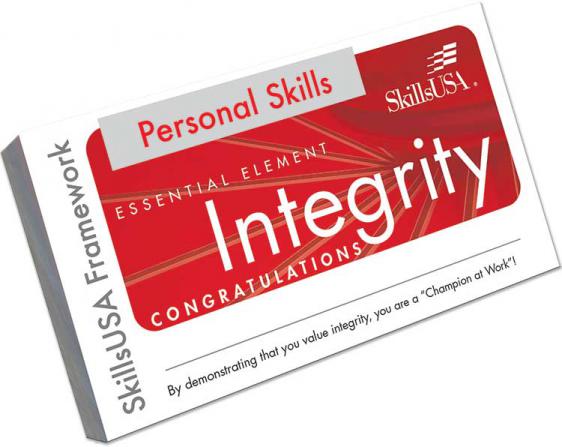 SkillsUSA Framework
Personal Skills
SkillsUSA®
ESSENTIAL ELEMENT
Integrity
CONGRATULATIONS
By demonstrating that you value integrity, you are a “Champion at Work”!